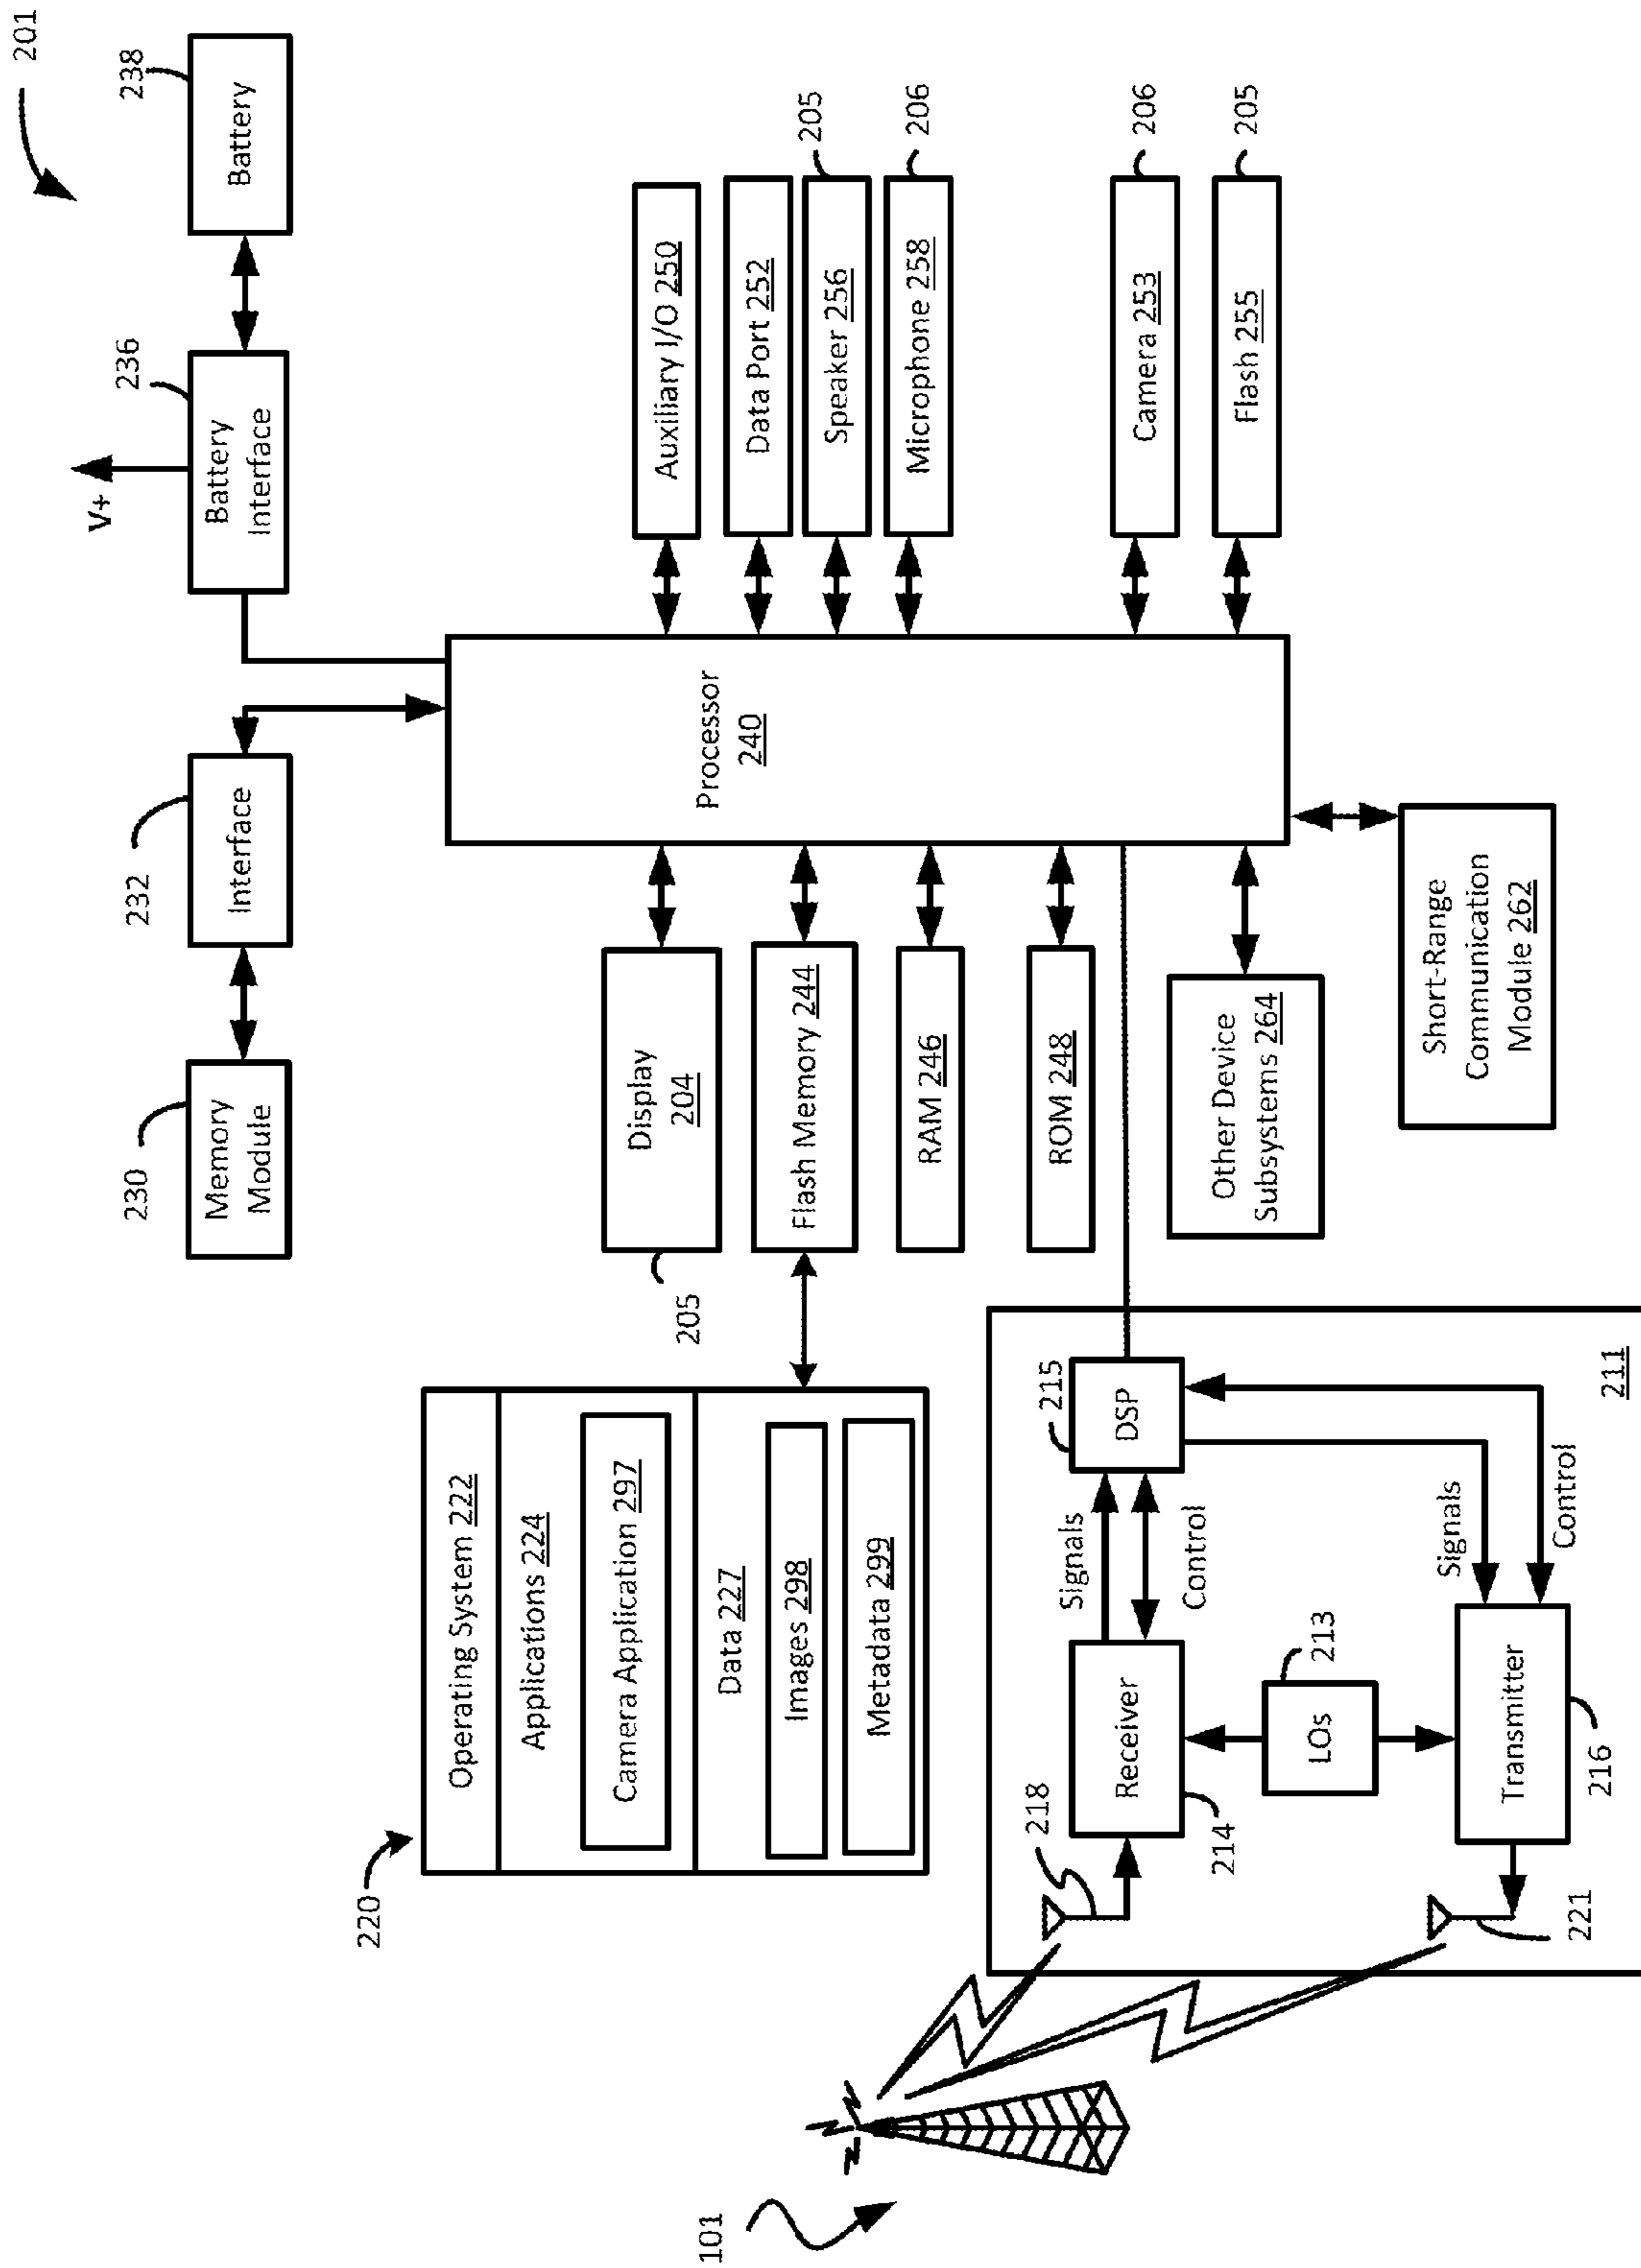 201
V+
230
232
236
238
Memory
Module
Interface
Battery
Interface
Battery
220
Operating System 222
Applications 224
Camera Application 297
Data 227
Images 298
Metadata 299
205
Display
204
Flash Memory 244
RAM 246
ROM 248
Other Device
Subsystems 264
Short-Range
Communication
Module 262
Processor
240
Auxiliary I/O 250
Data Port 252
Speaker 256
205
Microphone 258
206
Camera 253
206
Flash 255
205
101
218
Receiver
214
Signals
Control
215
DSP
LOs
213
Signals
Control
Transmitter
216
221
211